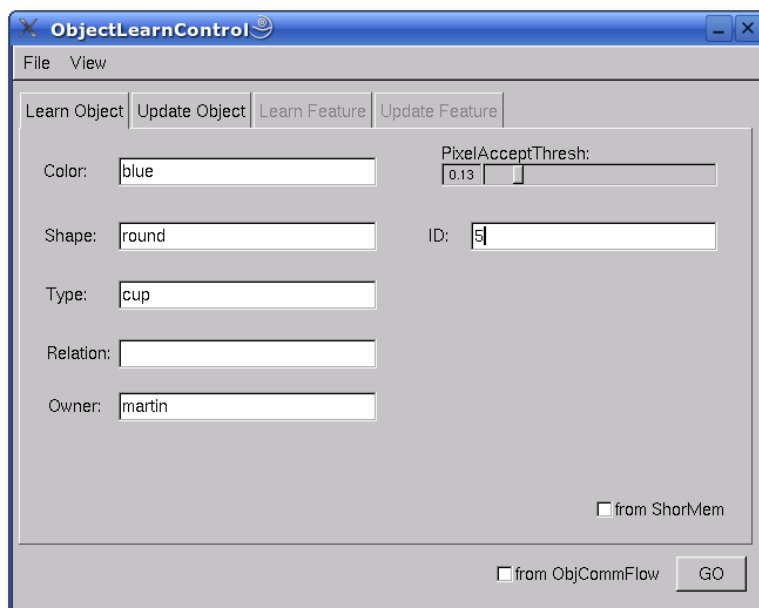 ObjectLearnControl
File View
Learn Object Update Object Learn Feature Update Feature
PixelAcceptThresh:
Color: blue 0.13
Shape: round ID: 5
Type: cup
Relation:
Owner: martin
from ShorMem
from ObjCommFlow GO